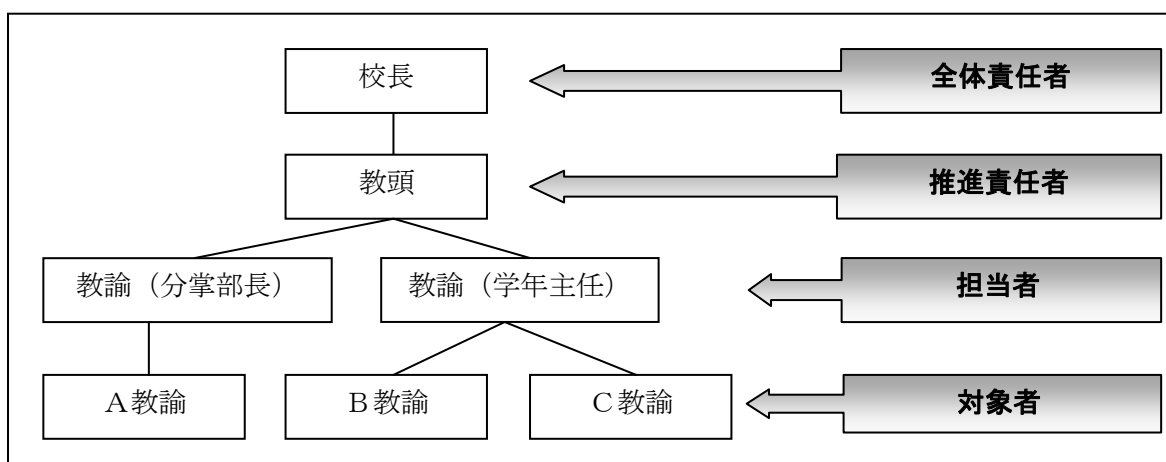 校長
全体責任者
教頭
推進責任者
教諭（分掌部長）
教諭（学年主任）
担当者
Ａ教諭
Ｂ教諭
Ｃ教諭
対象者